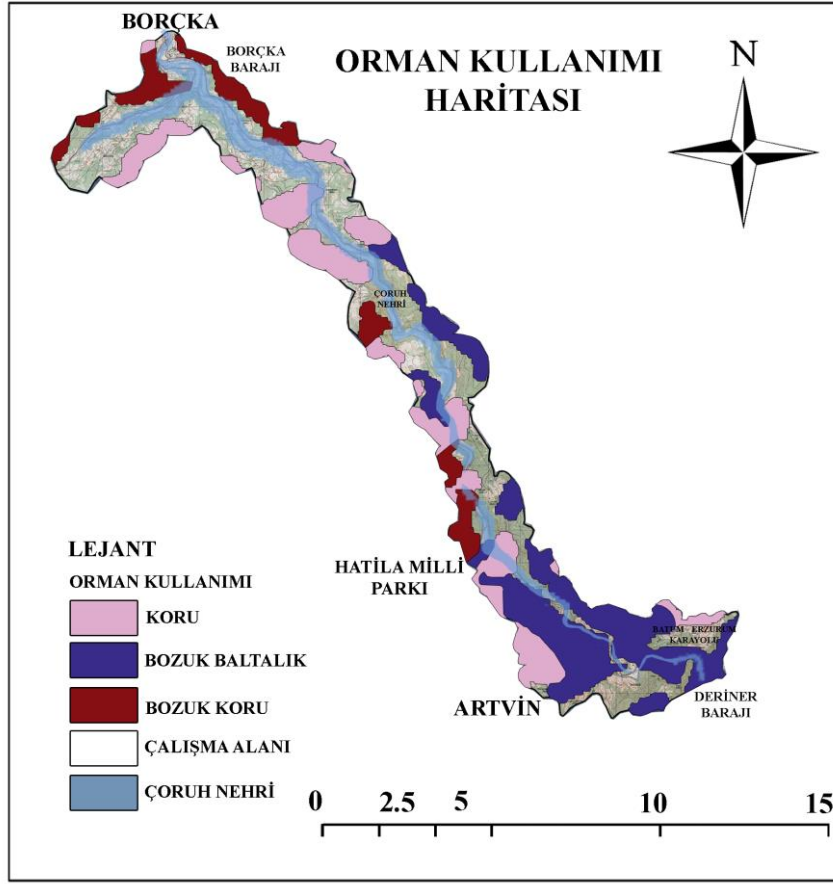 BORÇKA
BORÇKA
BARAJI
ORMAN KULLANIMI
HARİTASI
N
ÇORUH
NEHRİ
HATİLA MİLLİ
PARKI
BATUM - ERZURUM
KARAYOLU
ARTVİN
DERİNER
BARAJI
LEJANT
ORMAN KULLANIMI
KORU
BOZUK BALTALIK
BOZUK KORU
ÇALIŞMA ALANI
ÇORUH NEHRİ
0 2.5 5 10 15